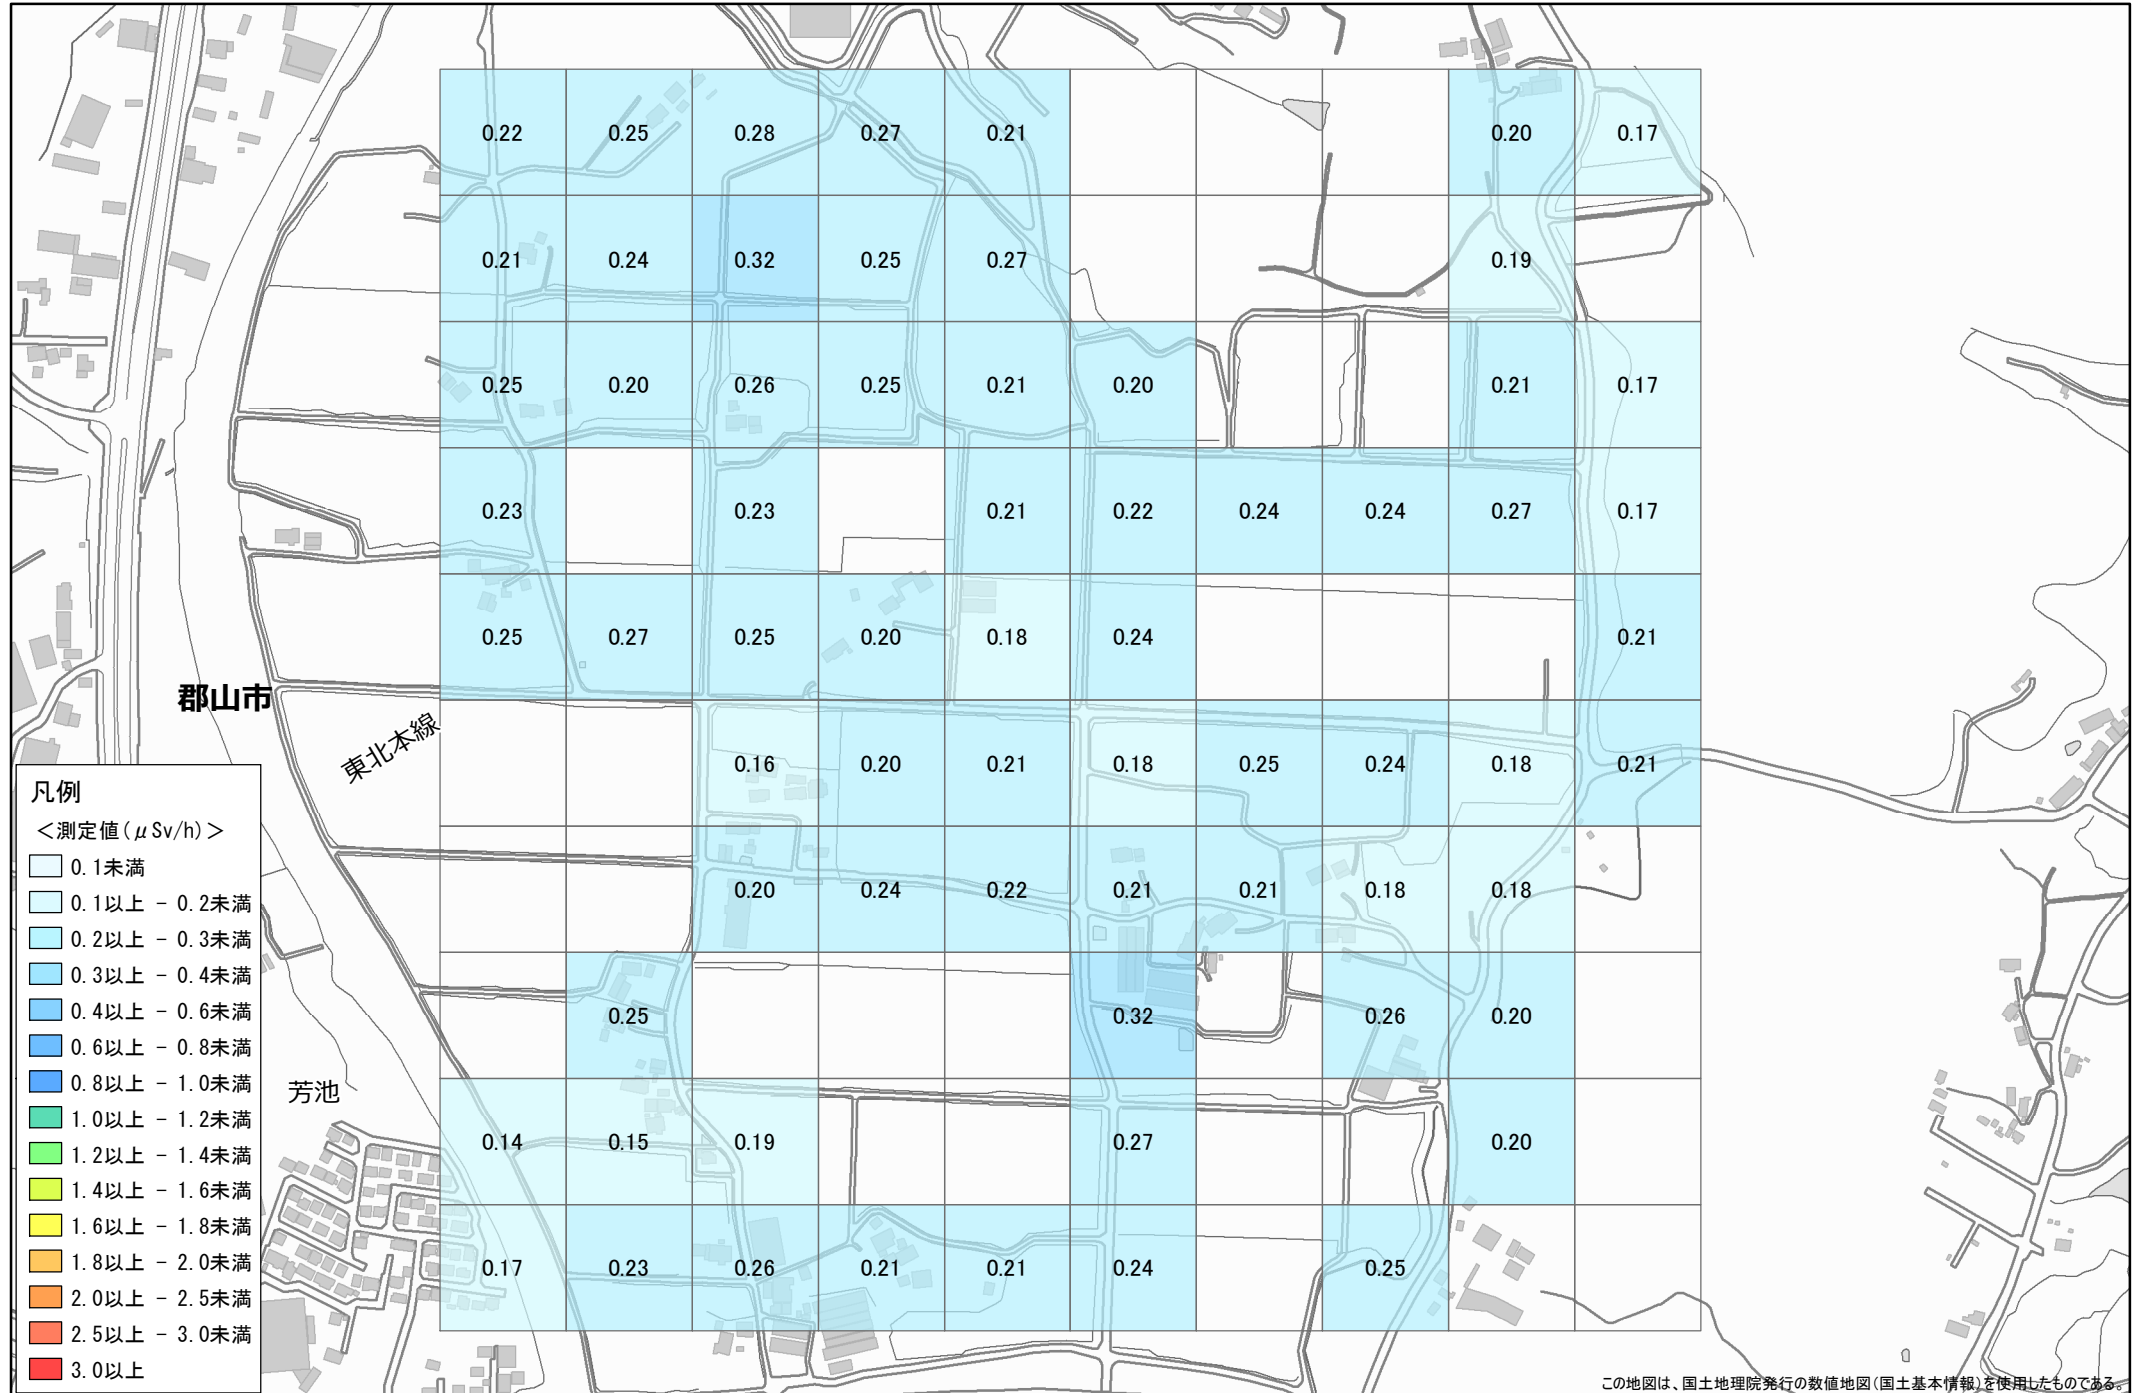 0.22 0.25 0.28 0.27 0.21 0.20 0.17
0.21 0.24 0.32 0.25 0.27 0.19
0.25 0.20 0.26 0.25 0.21 0.20 0.21 0.17
0.23 0.23 0.21 0.22 0.24 0.24 0.27 0.17
0.25 0.27 0.25 0.20 0.18 0.24 0.21
郡山市
東北本線
0.16 0.20 0.21 0.18 0.25 0.24 0.18 0.21
0.20 0.24 0.22 0.21 0.21 0.18 0.18
0.25 0.32 0.26 0.20
芳池
0.14 0.15 0.19 0.27 0.20
0.17 0.23 0.26 0.21 0.21 0.24 0.25
凡例
<測定値(μSv/h)>
0.1未満
0.1以上 - 0.2未満
0.2以上 - 0.3未満
0.3以上 - 0.4未満
0.4以上 - 0.6未満
0.6以上 - 0.8未満
0.8以上 - 1.0未満
1.0以上 - 1.2未満
1.2以上 - 1.4未満
1.4以上 - 1.6未満
1.6以上 - 1.8未満
1.8以上 - 2.0未満
2.0以上 - 2.5未満
2.5以上 - 3.0未満
3.0以上
この地図は、国土地理院発行の数値地図(国土基本情報)を使用したものである。